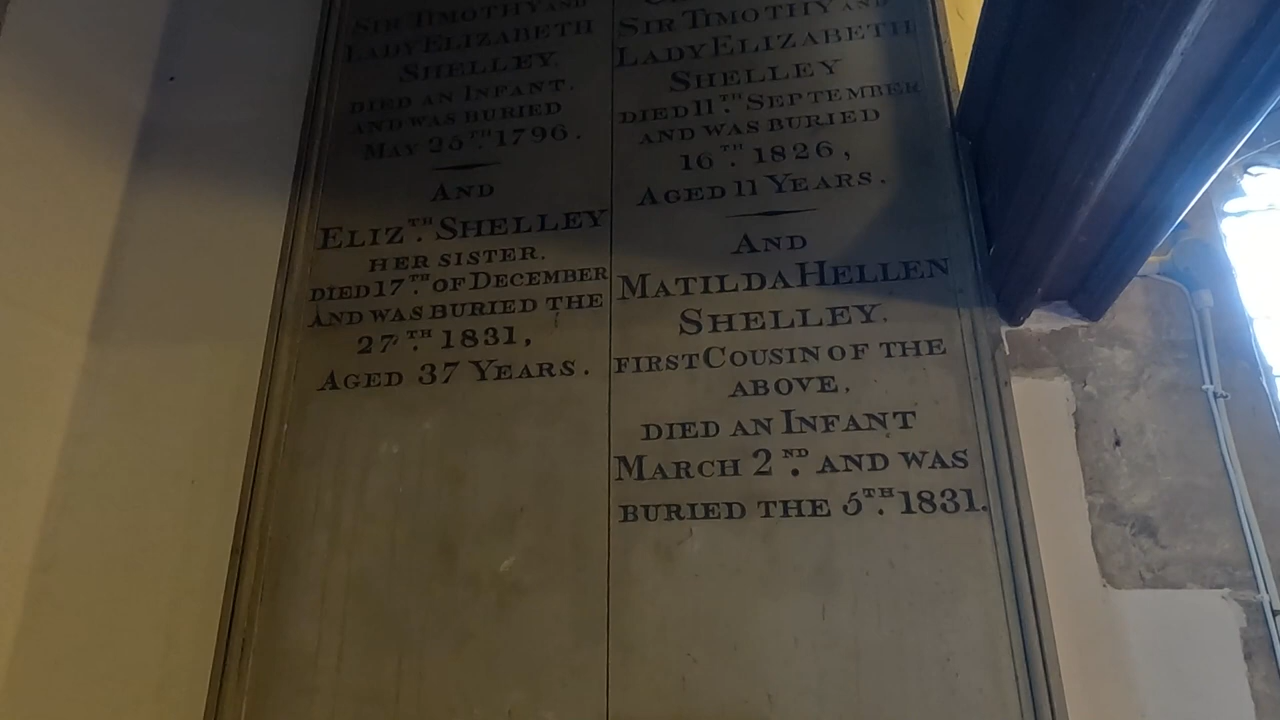 SIR TIMOTHY AND
LADY ELIZABETH
SHELLEY,
DIED AN INFANT.
AND WAS BURIED
MAY 25TH. 1796.
AND
ELIZTH. SHELLEY
HER SISTER.
DIED 17TH. OF DECEMBER
AND WAS BURIED THE
27TH. 1831,
AGED 37 YEARS.
SIR TIMOTHY AND
LADY ELIZABETH
SHELLEY
DIED 11TH. SEPTEMBER
AND WAS BURIED
16TH. 1826,
AGED 11 YEARS.
AND
MATILDA HELLEN
SHELLEY.
FIRST COUSIN OF THE
ABOVE,
DIED AN INFANT
MARCH 2ND. AND WAS
BURIED THE 5TH. 1831.